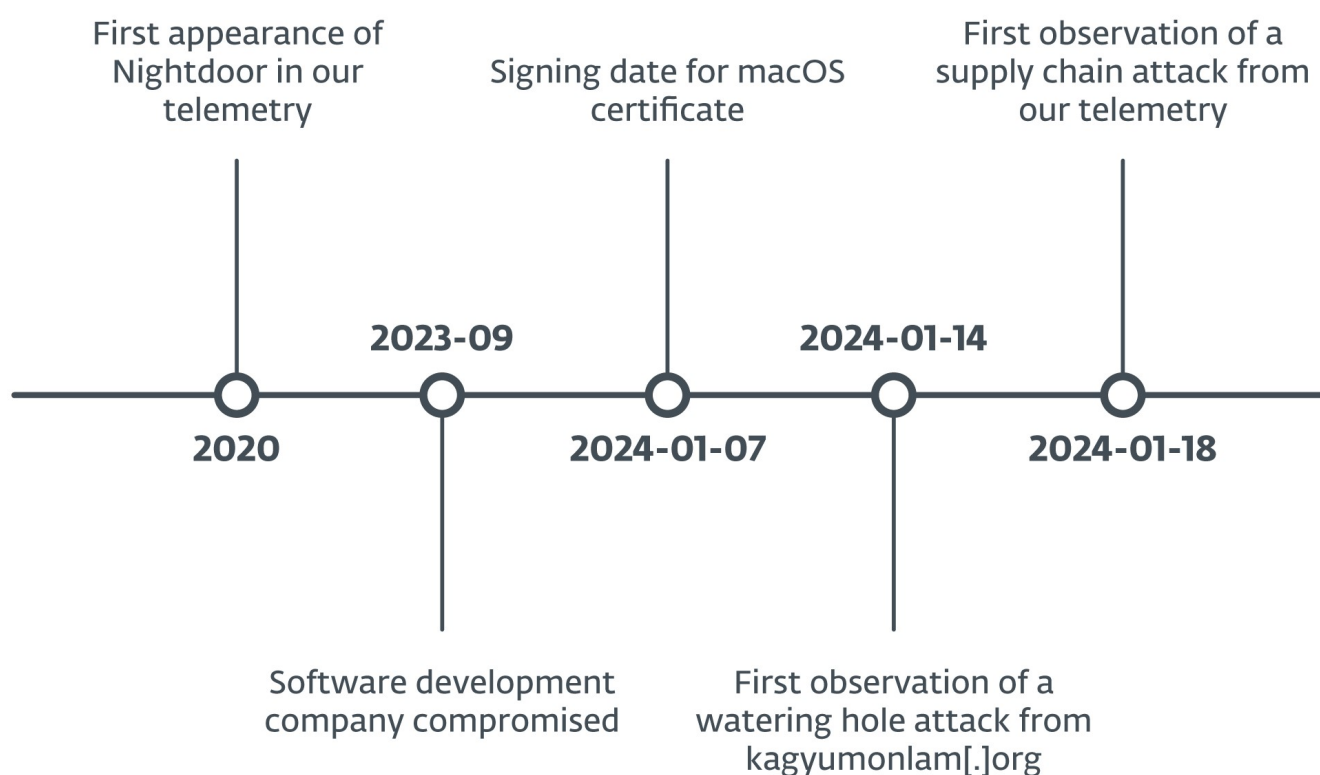 First appearance of
Nightdoor in our
telemetry
Signing date for macOS
certificate
First observation of a
supply chain attack from
our telemetry
2023-09
2024-01-14
2020
2024-01-07
2024-01-18
Software development
company compromised
First observation of a
watering hole attack from
kagyumonlam[.]org